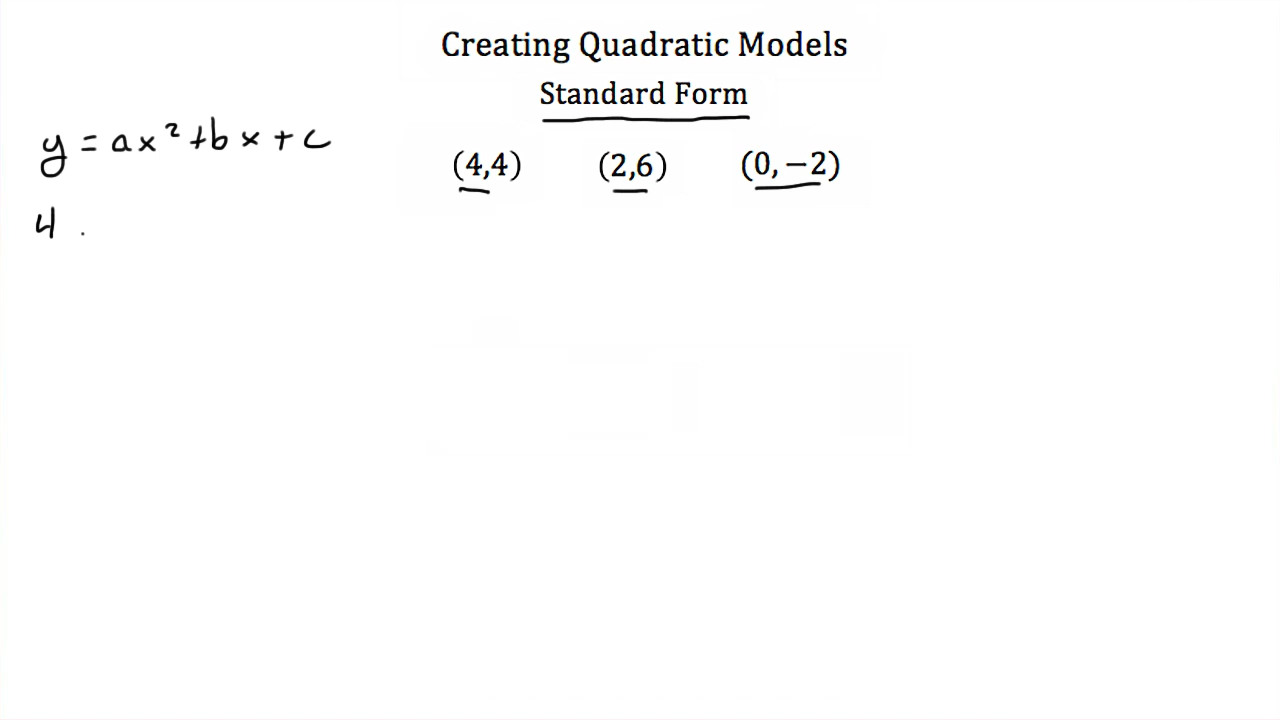 Creating Quadratic Models
Standard Form
y = ax² + bx + c
(4,4) (2,6) (0, −2)
4